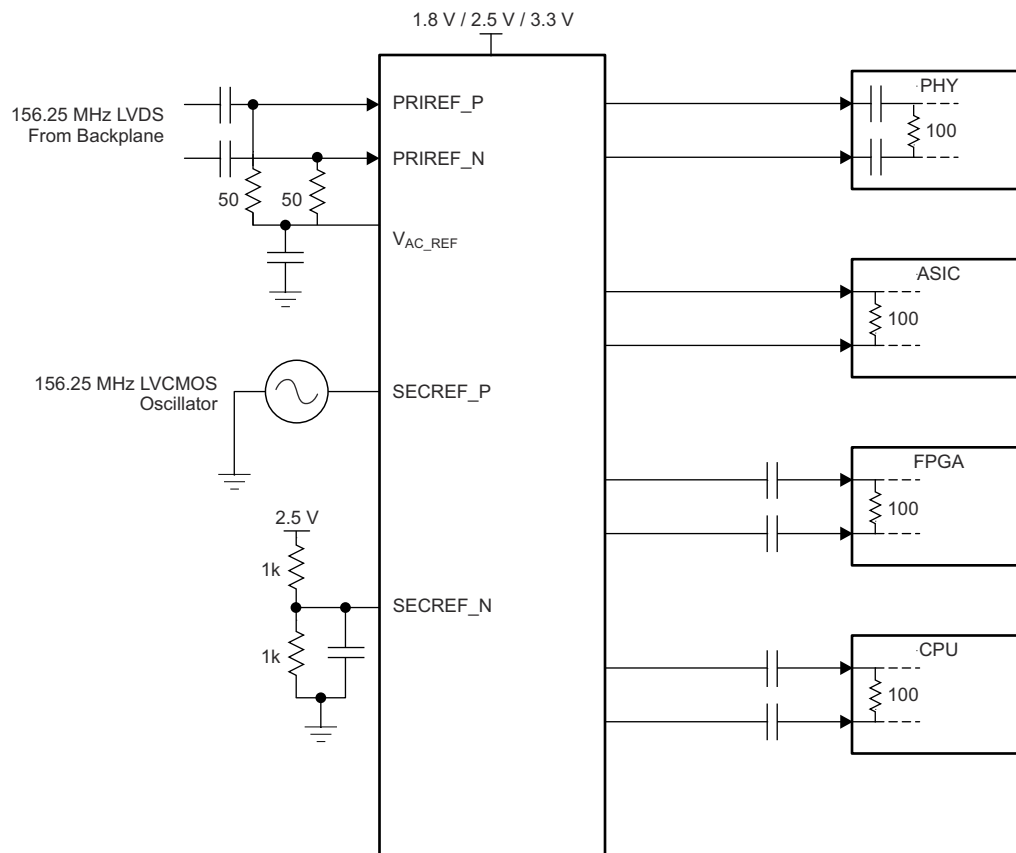 1.8 V / 2.5 V / 3.3 V
156.25 MHz LVDS
From Backplane
PRIREF_P
PRIREF_N
50
50
VAC_REF
156.25 MHz LVCMOS
Oscillator
SECREF_P
2.5 V
1k
SECREF_N
1k
PHY
100
ASIC
100
FPGA
100
CPU
100